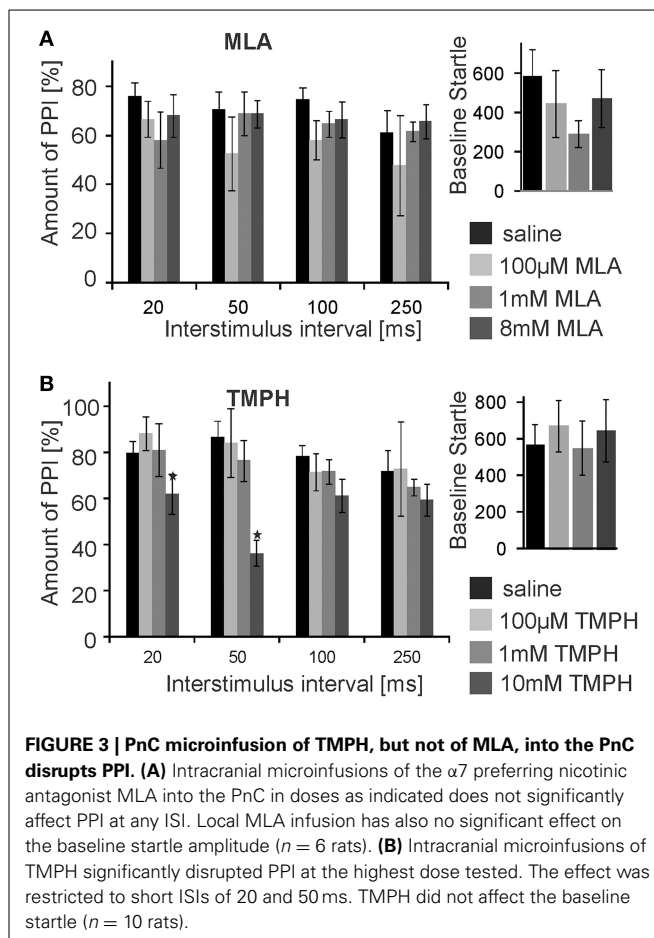 A
MLA
Amount of PPI [%]
80
60
40
20
0
20 50 100 250
Interstimulus interval [ms]
Baseline Startle
600
400
200
0
saline
100µM MLA
1mM MLA
8mM MLA
B
TMPH
Amount of PPI [%]
100
80
60
40
20
0
★
★
20 50 100 250
Interstimulus interval [ms]
Baseline Startle
800
600
400
200
0
saline
100µM TMPH
1mM TMPH
10mM TMPH
FIGURE 3 | PnC microinfusion of TMPH, but not of MLA, into the PnC
disrupts PPI. (A) Intracranial microinfusions of the α7 preferring nicotinic
antagonist MLA into the PnC in doses as indicated does not significantly
affect PPI at any ISI. Local MLA infusion has also no significant effect on
the baseline startle amplitude (n = 6 rats). (B) Intracranial microinfusions of
TMPH significantly disrupted PPI at the highest dose tested. The effect was
restricted to short ISIs of 20 and 50 ms. TMPH did not affect the baseline
startle (n = 10 rats).